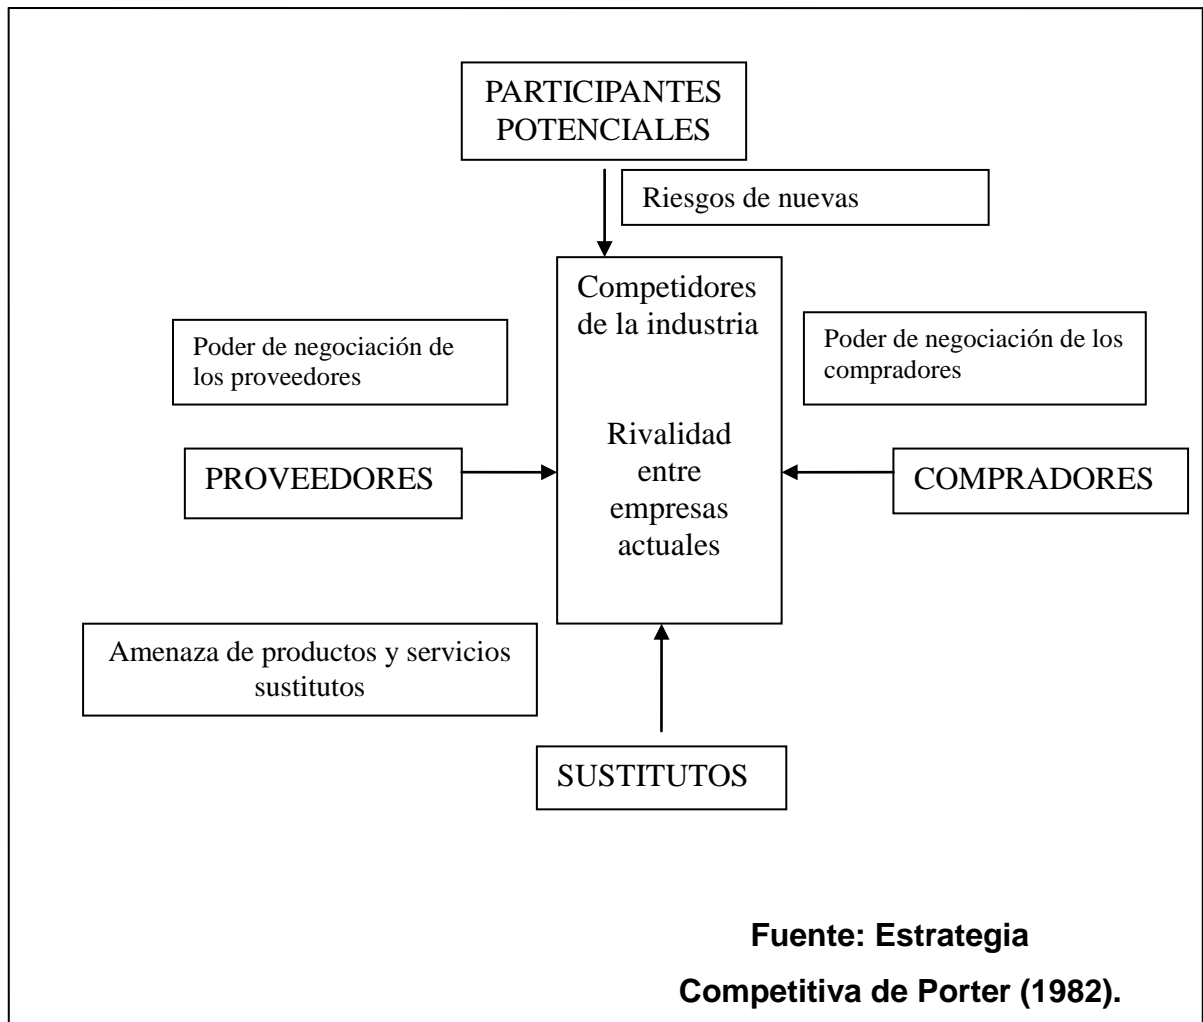 PARTICIPANTES
POTENCIALES
Riesgos de nuevas
Competidores
de la industria
Poder de negociación de
los proveedores
Poder de negociación de los
compradores
Rivalidad
entre
empresas
actuales
PROVEEDORES
COMPRADORES
Amenaza de productos y servicios
sustitutos
SUSTITUTOS
Fuente: Estrategia
Competitiva de Porter (1982).